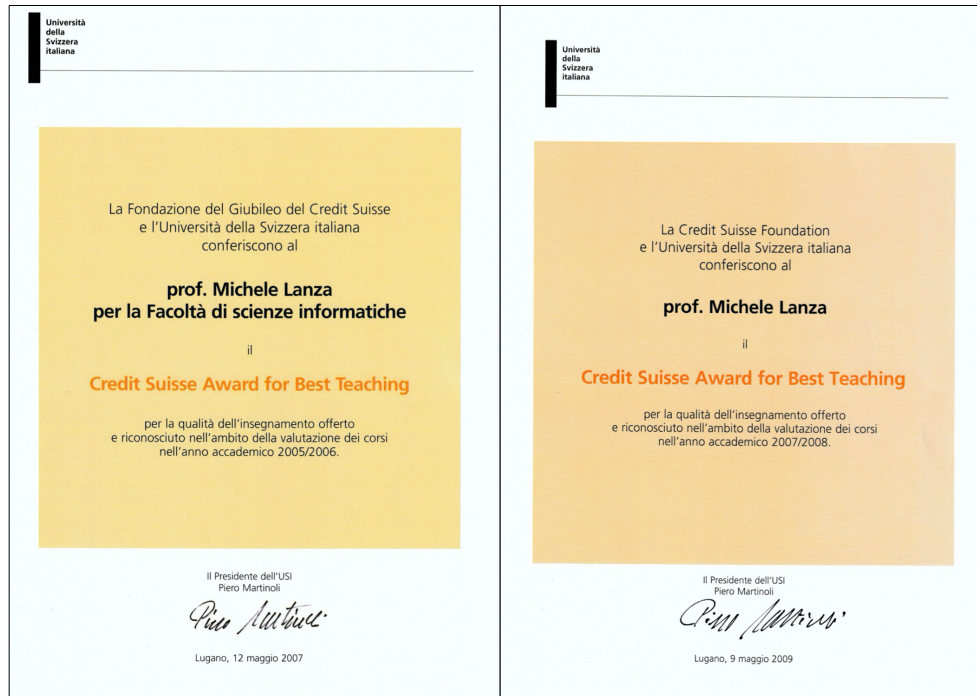 Università
della
Svizzera
italiana
La Fondazione del Giubileo del Credit Suisse
e l'Università della Svizzera italiana
conferiscono al
prof. Michele Lanza
per la Facoltà di scienze informatiche
il
Credit Suisse Award for Best Teaching
per la qualità dell'insegnamento offerto
e riconosciuto nell'ambito della valutazione dei corsi
nell'anno accademico 2005/2006.
Il Presidente dell'USI
Piero Martinoli
Lugano, 12 maggio 2007
Università
della
Svizzera
italiana
La Credit Suisse Foundation
e l'Università della Svizzera italiana
conferiscono al
prof. Michele Lanza
il
Credit Suisse Award for Best Teaching
per la qualità dell'insegnamento offerto
e riconosciuto nell'ambito della valutazione dei corsi
nell'anno accademico 2007/2008.
Il Presidente dell'USI
Piero Martinoli
Lugano, 9 maggio 2009